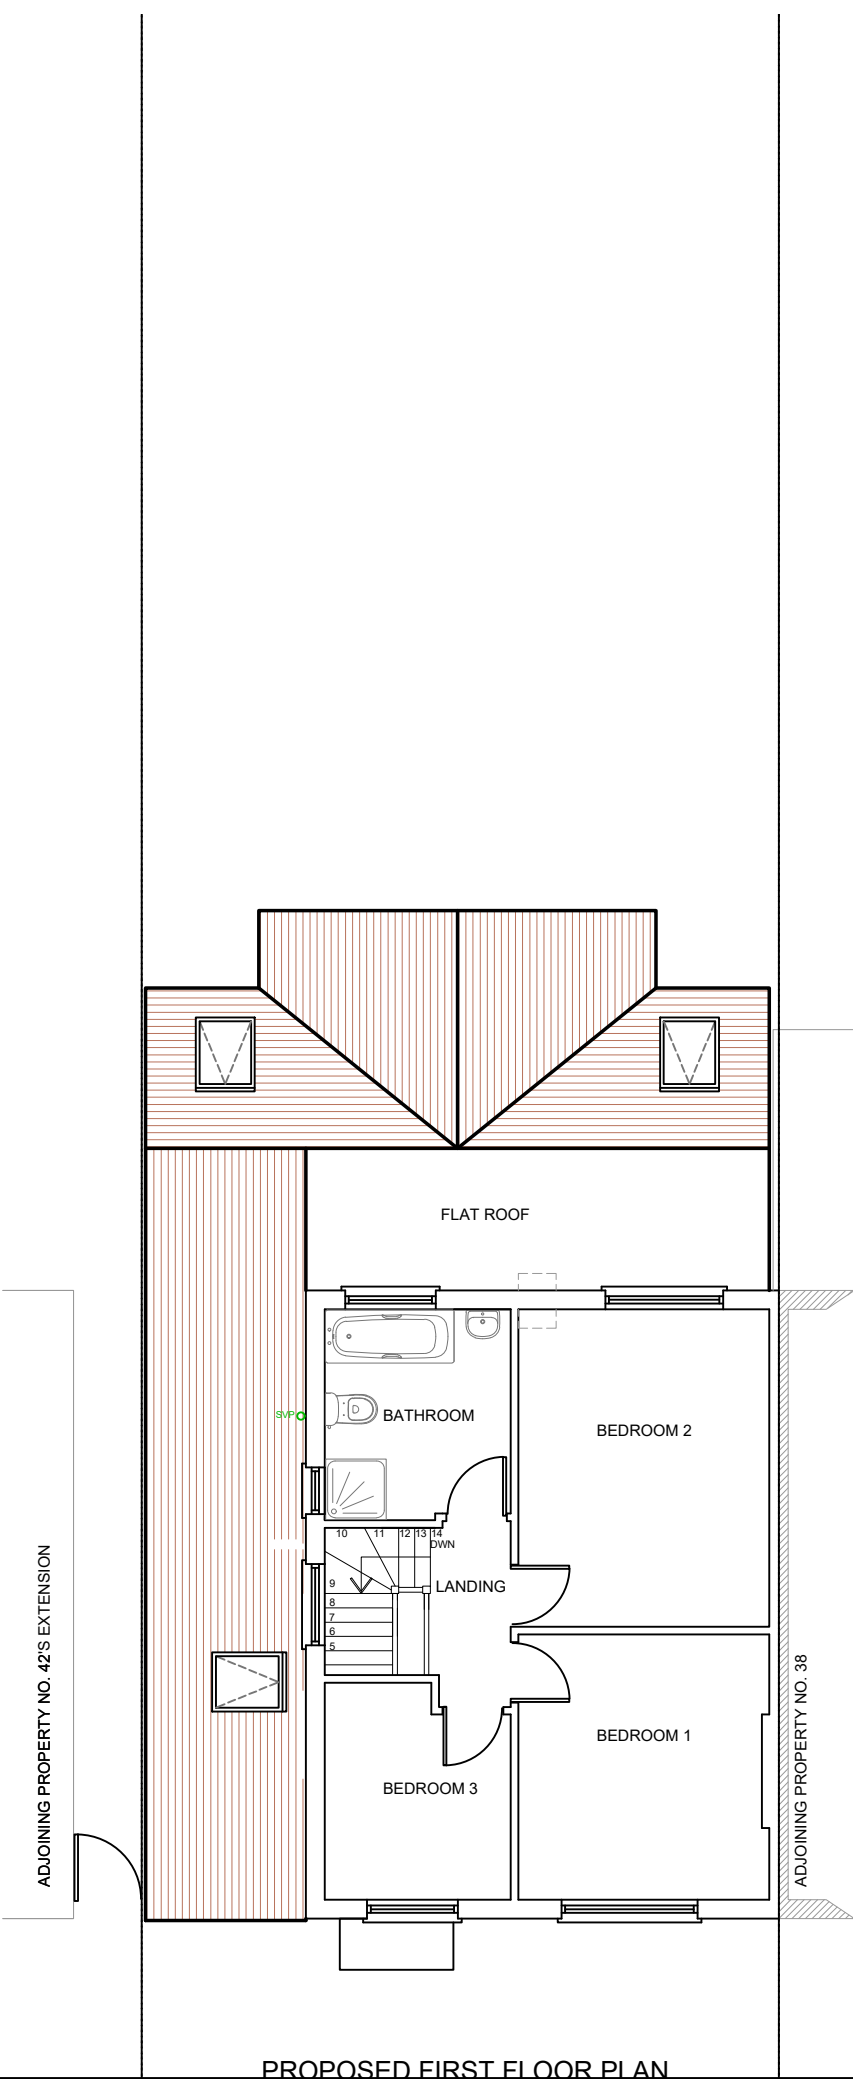 FLAT ROOF
SVP
BATHROOM
BEDROOM 2
10 11 12 13 14
DWN
LANDING
9
8
7
6
5
BEDROOM 1
BEDROOM 3
ADJOINING PROPERTY NO. 42'S EXTENSION
ADJOINING PROPERTY NO. 38
PROPOSED FIRST FLOOR PLAN